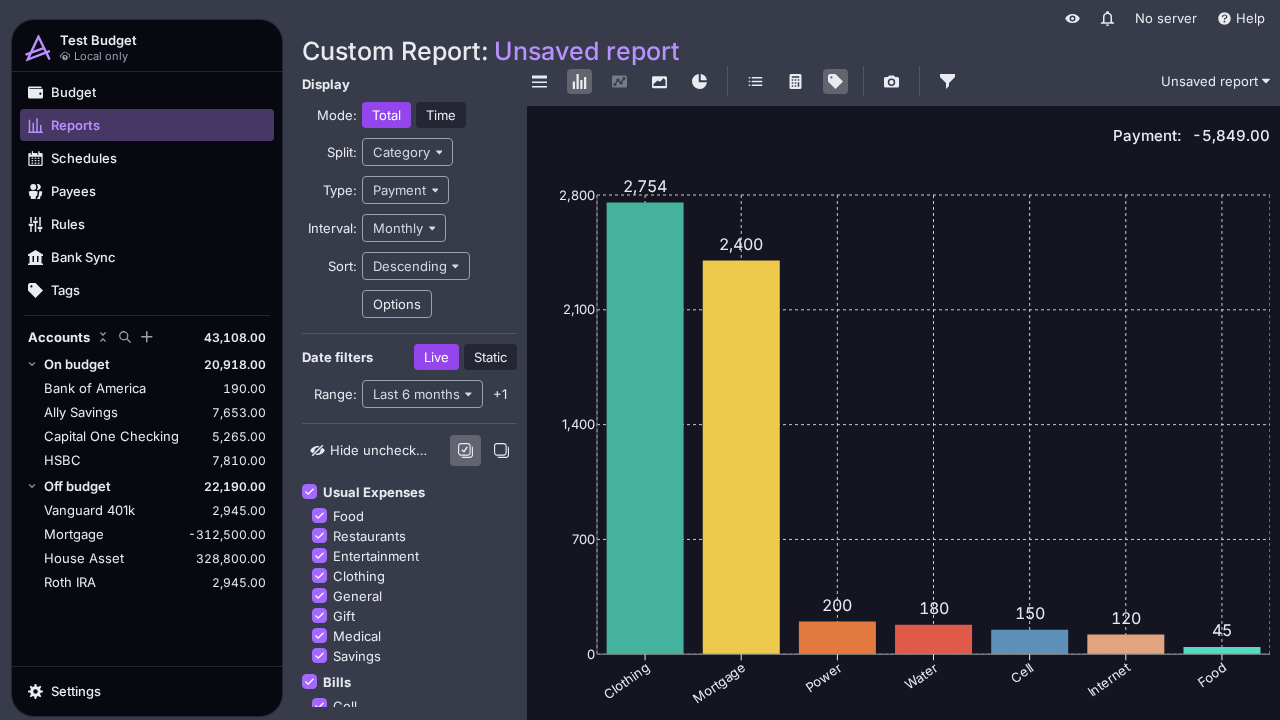 No server
Help
Test Budget
Local only
Budget
Reports
Schedules
Payees
Rules
Bank Sync
Tags
Accounts 43,108.00
On budget 20,918.00
Bank of America 190.00
Ally Savings 7,653.00
Capital One Checking 5,265.00
HSBC 7,810.00
Off budget 22,190.00
Vanguard 401k 2,945.00
Mortgage -312,500.00
House Asset 328,800.00
Roth IRA 2,945.00
Settings
Custom Report: Unsaved report
Display
Mode: Total Time
Split: Category
Type: Payment
Interval: Monthly
Sort: Descending
Options
Date filters Live Static
Range: Last 6 months +1
Hide uncheck...
Usual Expenses
Food
Restaurants
Entertainment
Clothing
General
Gift
Medical
Savings
Bills
Cell
Unsaved report
Payment: -5,849.00
2,800
2,100
1,400
700
0
2,754
2,400
200
180
150
120
45
Clothing
Mortgage
Power
Water
Cell
Internet
Food